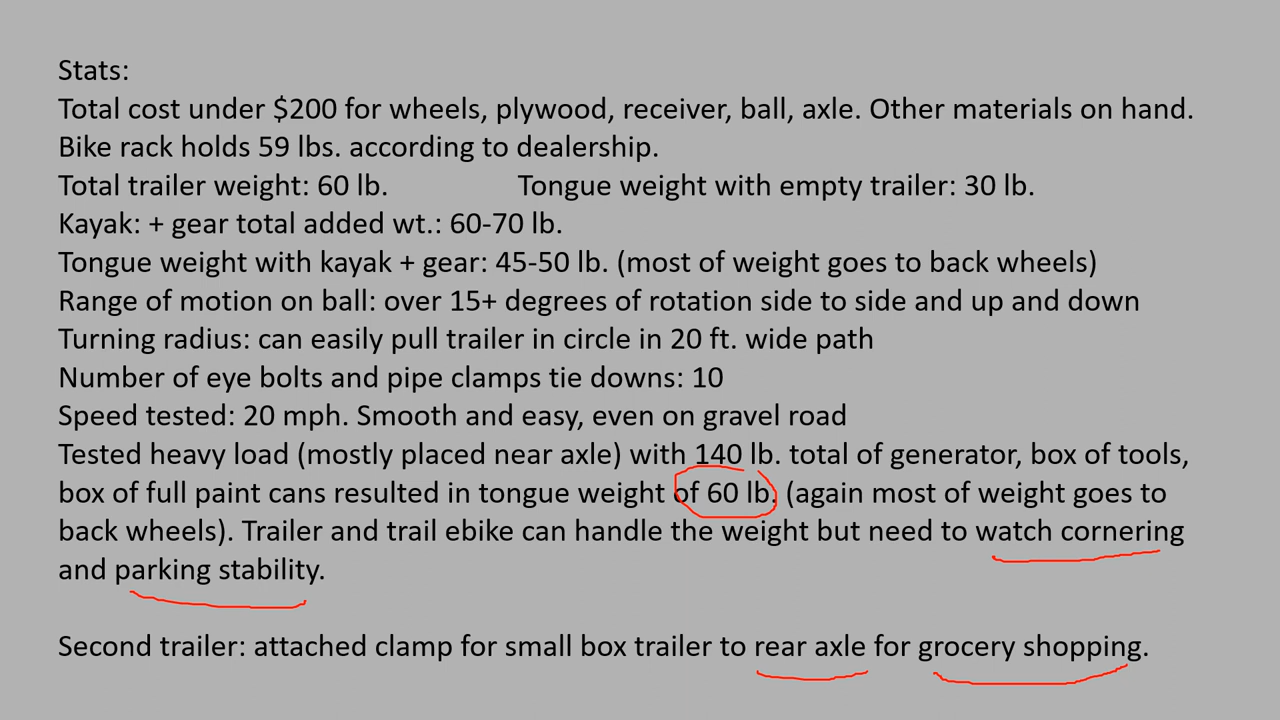 Stats:
Total cost under $200 for wheels, plywood, receiver, ball, axle. Other materials on hand.
Bike rack holds 59 lbs. according to dealership.
Total trailer weight: 60 lb. Tongue weight with empty trailer: 30 lb.
Kayak: + gear total added wt.: 60-70 lb.
Tongue weight with kayak + gear: 45-50 lb. (most of weight goes to back wheels)
Range of motion on ball: over 15+ degrees of rotation side to side and up and down
Turning radius: can easily pull trailer in circle in 20 ft. wide path
Number of eye bolts and pipe clamps tie downs: 10
Speed tested: 20 mph. Smooth and easy, even on gravel road
Tested heavy load (mostly placed near axle) with 140 lb. total of generator, box of tools,
box of full paint cans resulted in tongue weight of 60 lb. (again most of weight goes to
back wheels). Trailer and trail ebike can handle the weight but need to watch cornering
and parking stability.
Second trailer: attached clamp for small box trailer to rear axle for grocery shopping.